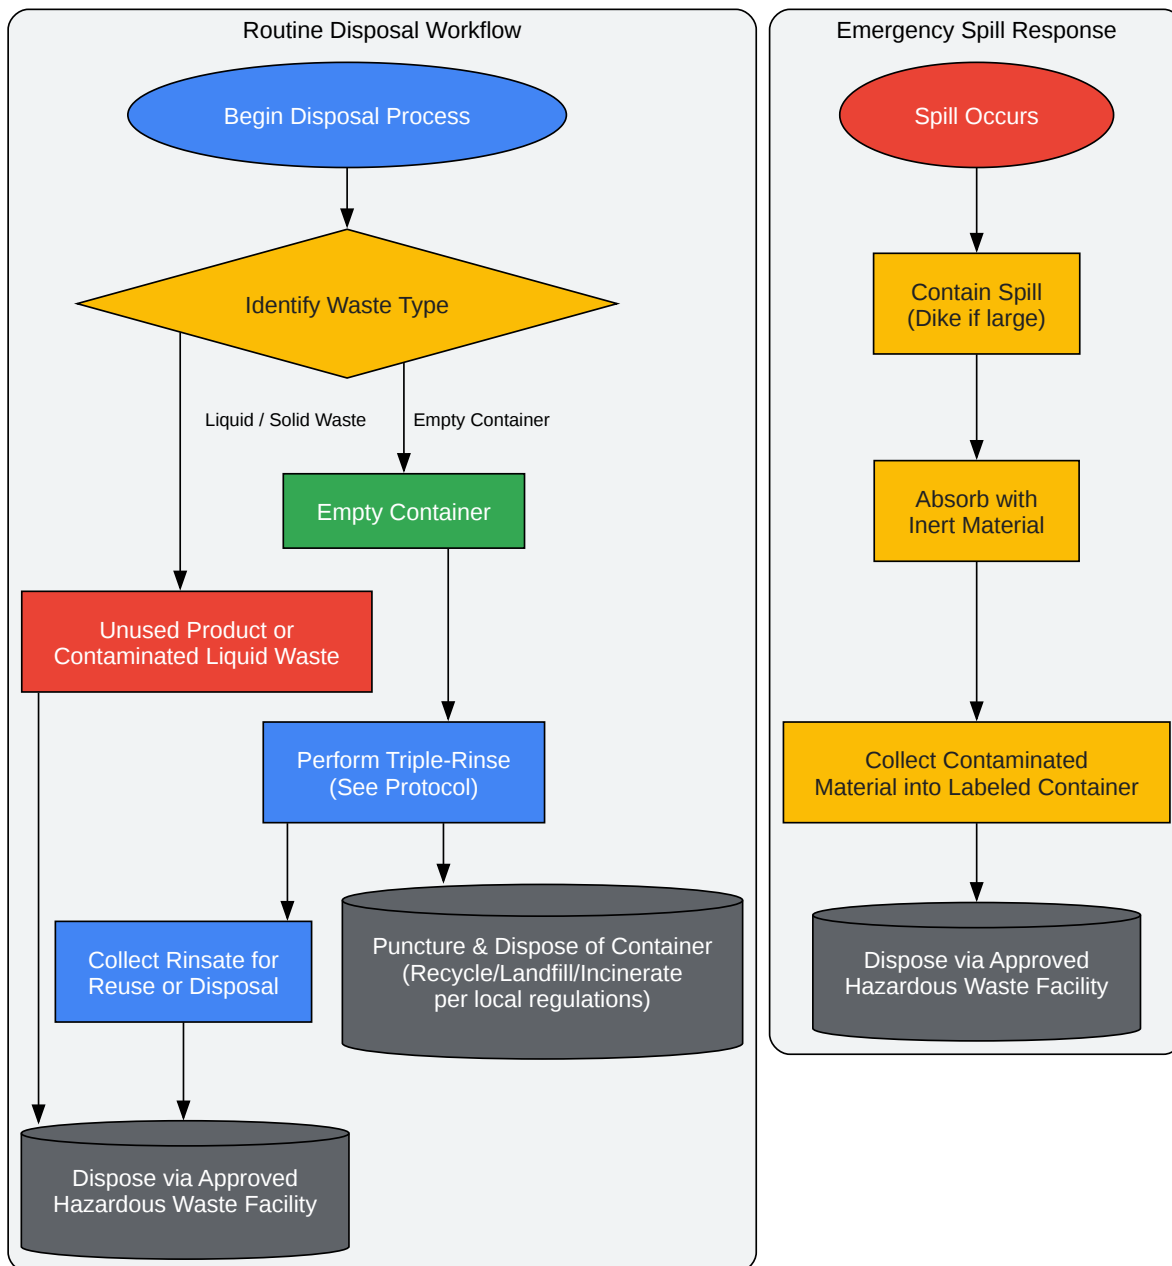 Routine Disposal Workflow
Begin Disposal Process
Identify Waste Type
Liquid / Solid Waste
Empty Container
Empty Container
Unused Product or
Contaminated Liquid Waste
Perform Triple-Rinse
(See Protocol)
Collect Rinsate for
Reuse or Disposal
Puncture & Dispose of Container
(Recycle/Landfill/Incinerate
per local regulations)
Dispose via Approved
Hazardous Waste Facility
Emergency Spill Response
Spill Occurs
Contain Spill
(Dike if large)
Absorb with
Inert Material
Collect Contaminated
Material into Labeled Container
Dispose via Approved
Hazardous Waste Facility